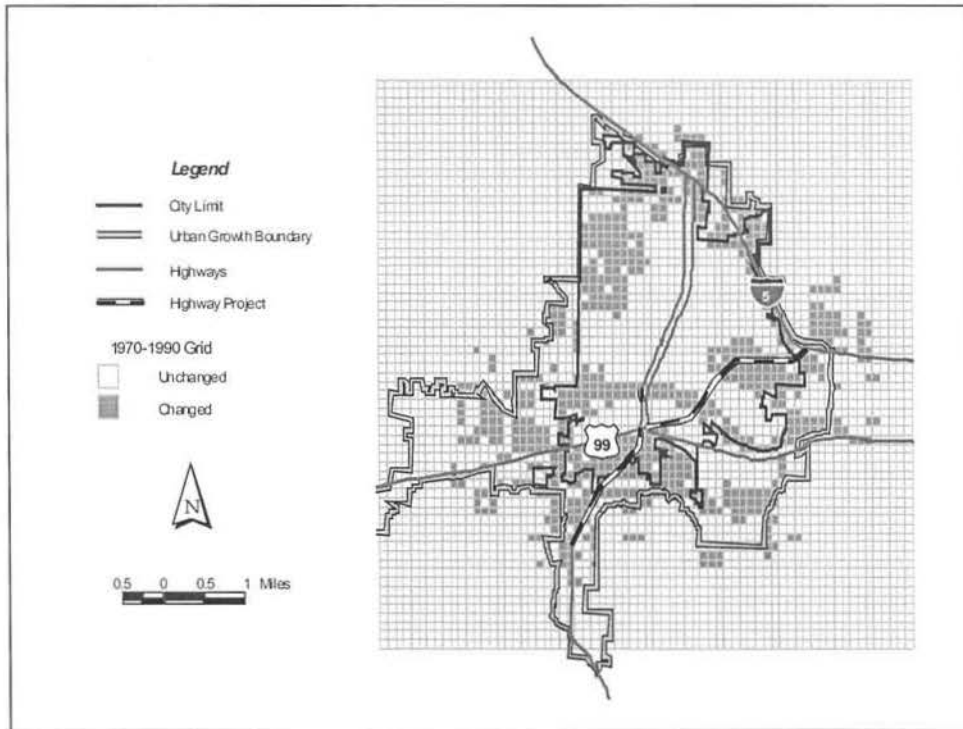 Legend
City Limit
Urban Growth Boundary
Highways
Highway Project
1970-1990 Grid
Unchanged
Changed
N
0.5 0 0.5 1 Miles
5
99